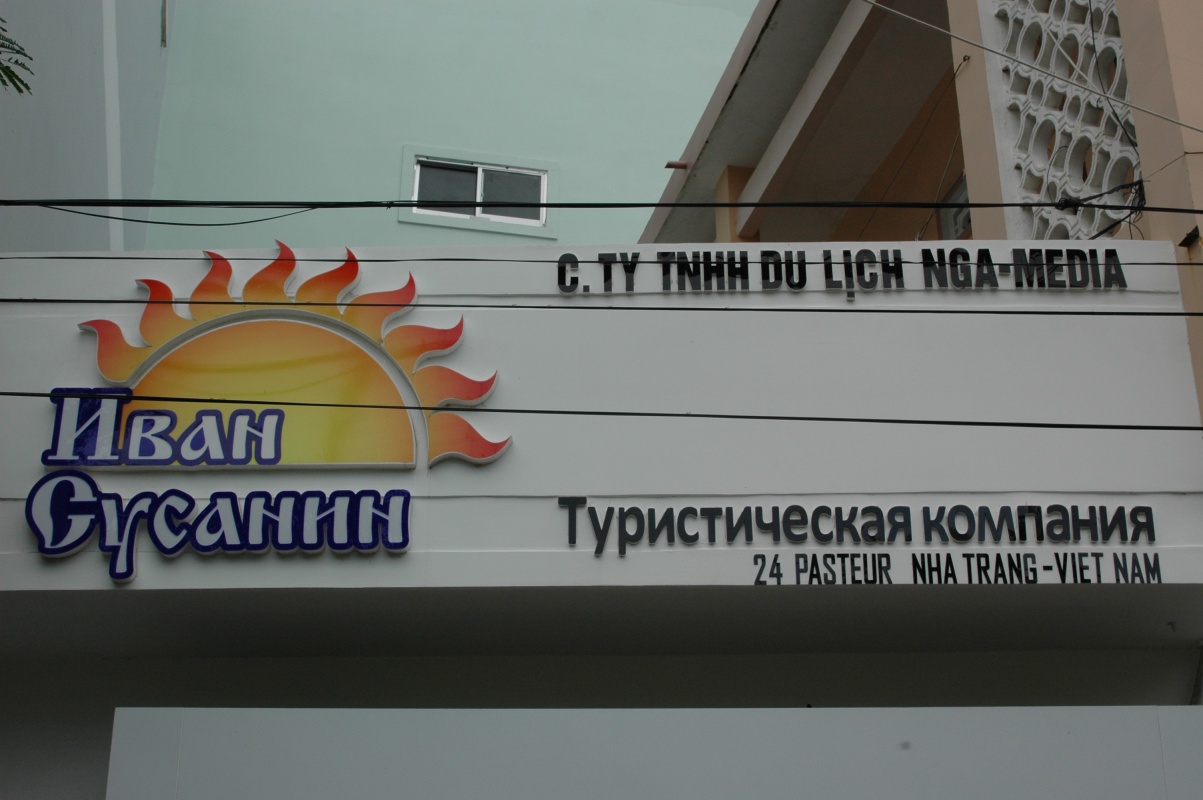 C. TY TNHH DU LỊCH NGA-MEDIA
Иван
Сусанин
Туристическая компания
24 PASTEUR NHA TRANG-VIET NAM